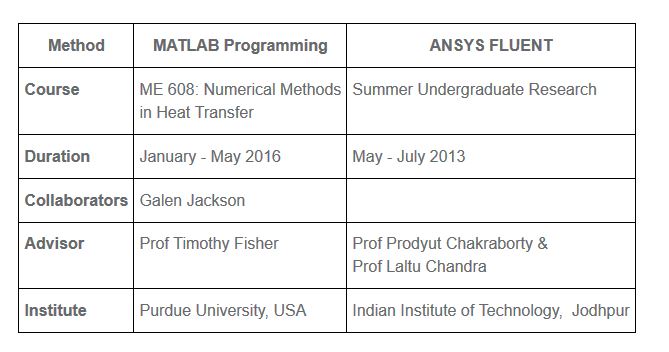 Method MATLAB Programming ANSYS FLUENT
Course ME 608: Numerical Methods Summer Undergraduate Research
in Heat Transfer
Duration January - May 2016 May - July 2013
Collaborators Galen Jackson
Advisor Prof Timothy Fisher Prof Prodyut Chakraborty &
Prof Laltu Chandra
Institute Purdue University, USA Indian Institute of Technology, Jodhpur